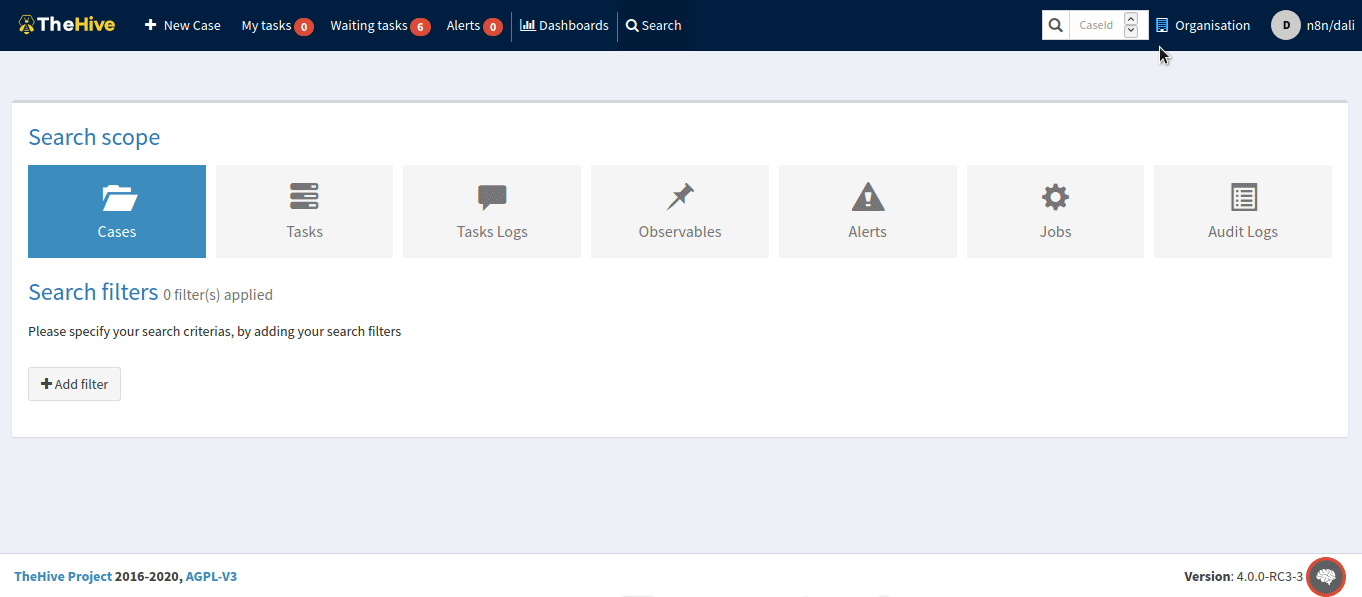 TheHive New Case My tasks 0 Waiting tasks 6 Alerts 0 Dashboards Search CaseId Organisation D n8n/dali
Search scope
Cases Tasks Tasks Logs Observables Alerts Jobs Audit Logs
Search filters 0 filter(s) applied
Please specify your search criterias, by adding your search filters
Add filter
TheHive Project 2016-2020, AGPL-V3 Version: 4.0.0-RC3-3